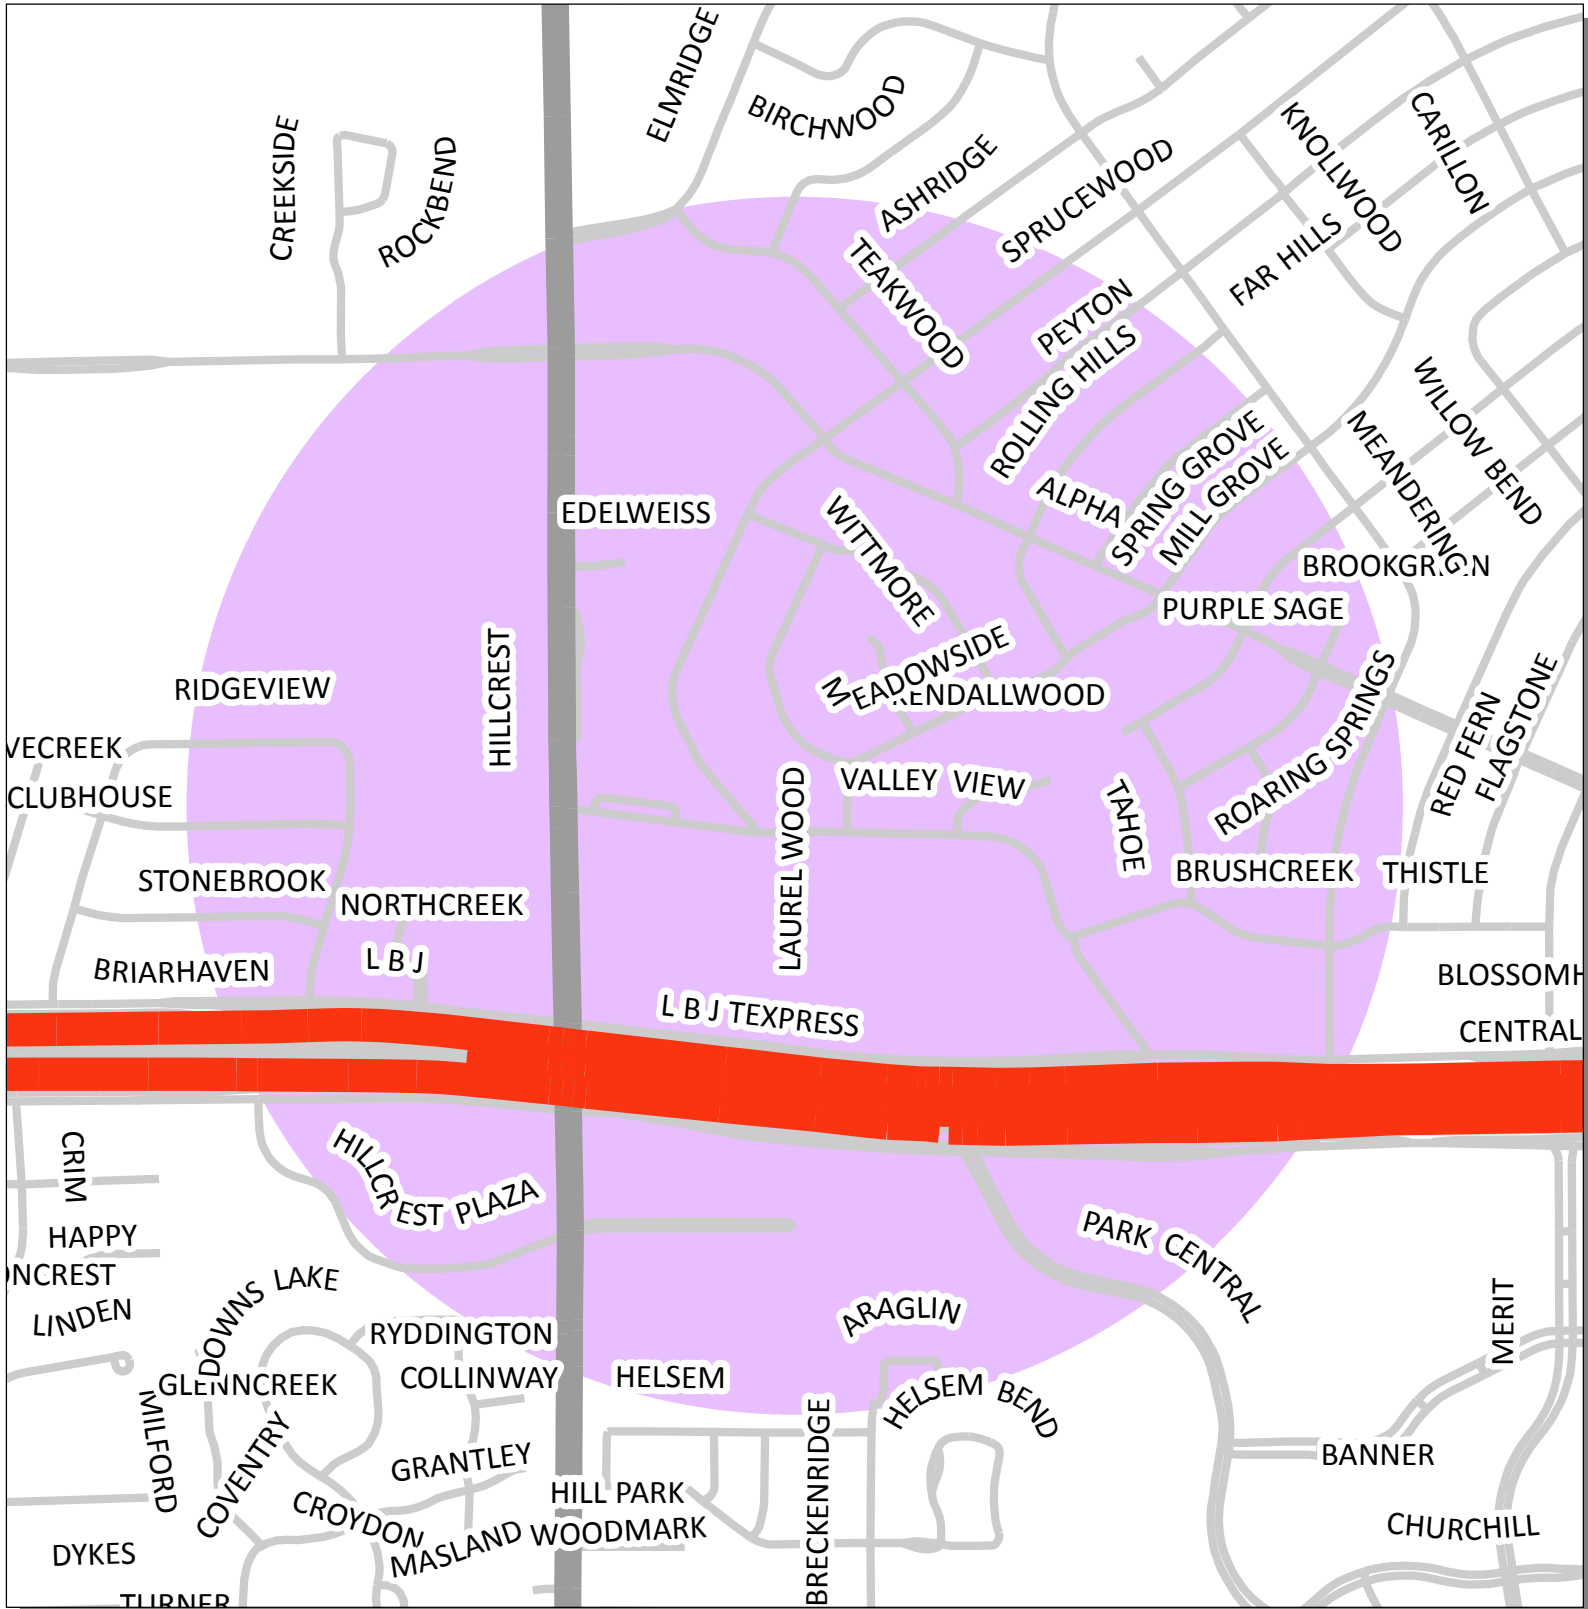 ELMRIDGE
BIRCHWOOD
CREEKSIDE
ROCKBEND
ASHRIDGE
SPRUCEWOOD
KNOLLWOOD
CARILLON
TEAKWOOD
FAR HILLS
PEYTON
ROLLING HILLS
WILLOW BEND
MEANDERING
SPRING GROVE
MILL GROVE
ALPHA
EDELWEISS
WITTMORE
PURPLE SAGE
HILLCREST
MEADOWSIDE
RIDGEVIEW
ROARING SPRINGS
RED FERN
FLAGSTONE
VECREEK
CLUBHOUSE
VALLEY VIEW
LAUREL WOOD
TAHOE
STONEBROOK
NORTHCREEK
BRUSHCREEK
THISTLE
L B J
BRIARHAVEN
BLOSSOMH
L B J TEXPRESS
CENTRAL
CRIM
HILLCREST PLAZA
HAPPY
PARK CENTRAL
NCREST
LINDEN
DOWNS LAKE
ARAGLIN
MERIT
RYDDINGTON
COLLINWAY
HELSEM
GLENNCREEK
HELSEM BEND
MILFORD
COVENTRY
GRANTLEY
BRECKENRIDGE
BANNER
HILL PARK
CROYDON
MASLAND
WOODMARK
CHURCHILL
DYKES
TURNER